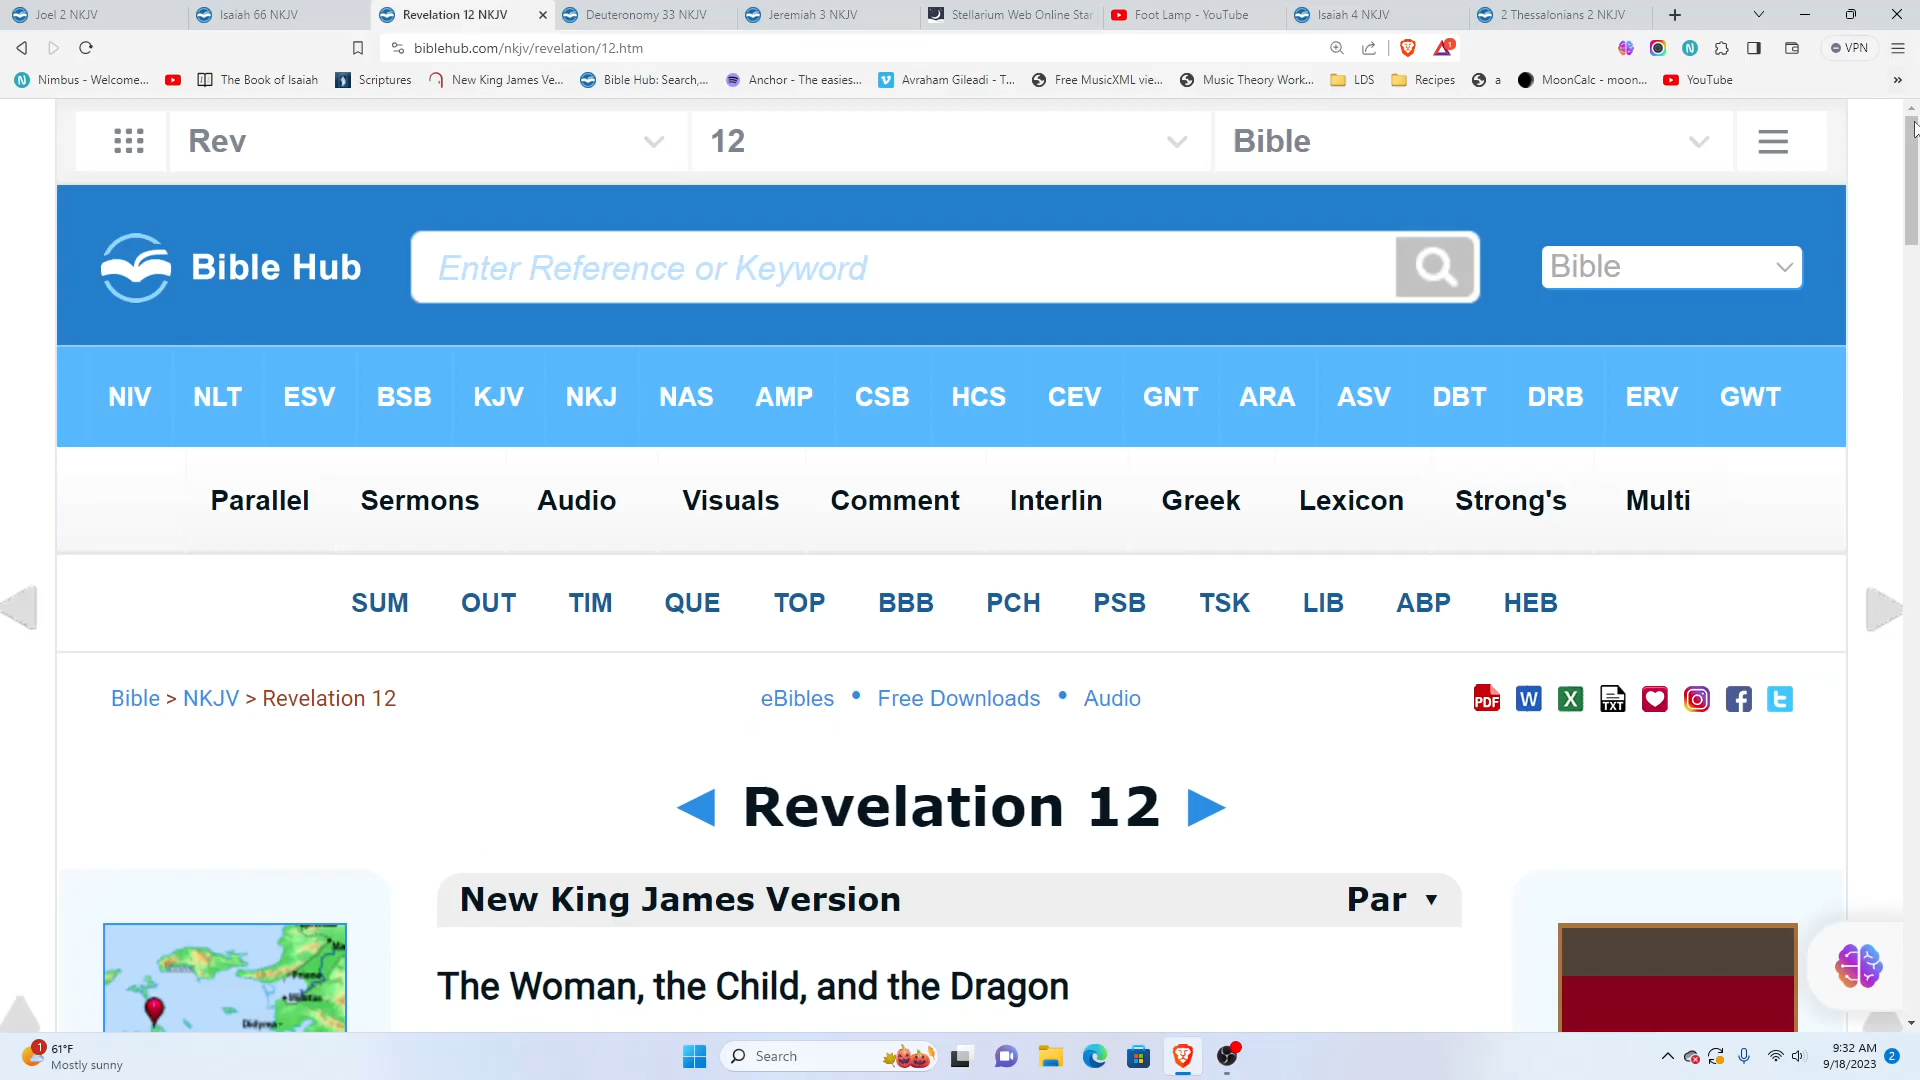 Joel 2 NKJV
Isaiah 66 NKJV
Revelation 12 NKJV
Deuteronomy 33 NKJV
Jeremiah 3 NKJV
Stellarium Web Online Star
Foot Lamp - YouTube
Isaiah 4 NKJV
2 Thessalonians 2 NKJV
biblehub.com/nkjv/revelation/12.htm
1
VPN
Nimbus - Welcome...
The Book of Isaiah
Scriptures
New King James Ve...
Bible Hub: Search,...
Anchor - The easies...
Avraham Gileadi - T...
Free MusicXML vie...
Music Theory Work...
LDS
Recipes
a
MoonCalc - moon...
YouTube
Rev
12
Bible
Bible Hub
Enter Reference or Keyword
Bible
NIV NLT ESV BSB KJV NKJ NAS AMP CSB HCS CEV GNT ARA ASV DBT DRB ERV GWT
Parallel Sermons Audio Visuals Comment Interlin Greek Lexicon Strong's Multi
SUM OUT TIM QUE TOP BBB PCH PSB TSK LIB ABP HEB
Bible > NKJV > Revelation 12
eBibles • Free Downloads • Audio
PDF W X TXT
◄ Revelation 12 ►
New King James Version
Par ▼
The Woman, the Child, and the Dragon
Priene
Didyma
1
61°F
Mostly sunny
Search
9:32 AM
9/18/2023
2